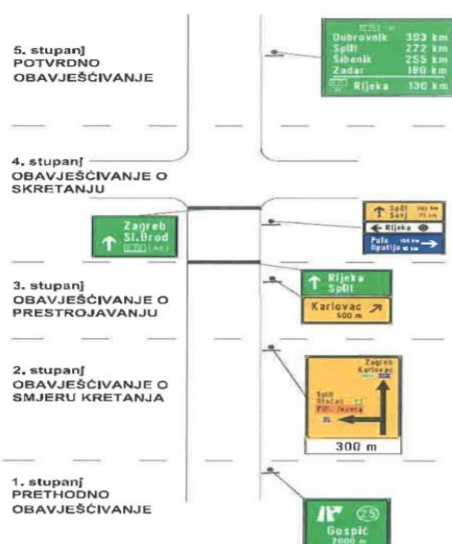 5. stupanj
POTVRDNO
OBAVJEŠĆIVANJE
Dubrovnik 393 km
Split 272 km
Šibenik 255 km
Zadar 180 km
Rijeka 130 km
4. stupanj
OBAVJEŠĆIVANJE O
SKRETANJU
Zagreb
Sl.Brod
Split
Senj
Rijeka
Pula
Opatija
3. stupanj
OBAVJEŠĆIVANJE O
PRESTROJAVANJU
Rijeka
Split
Karlovac
500 m
2. stupanj
OBAVJEŠĆIVANJE O
SMJERU KRETANJA
Zagreb
Karlovac
Split
Otočac
Plit. jezera
300 m
1. stupanj
PRETHODNO
OBAVJEŠĆIVANJE
25
Gospić
2000 m